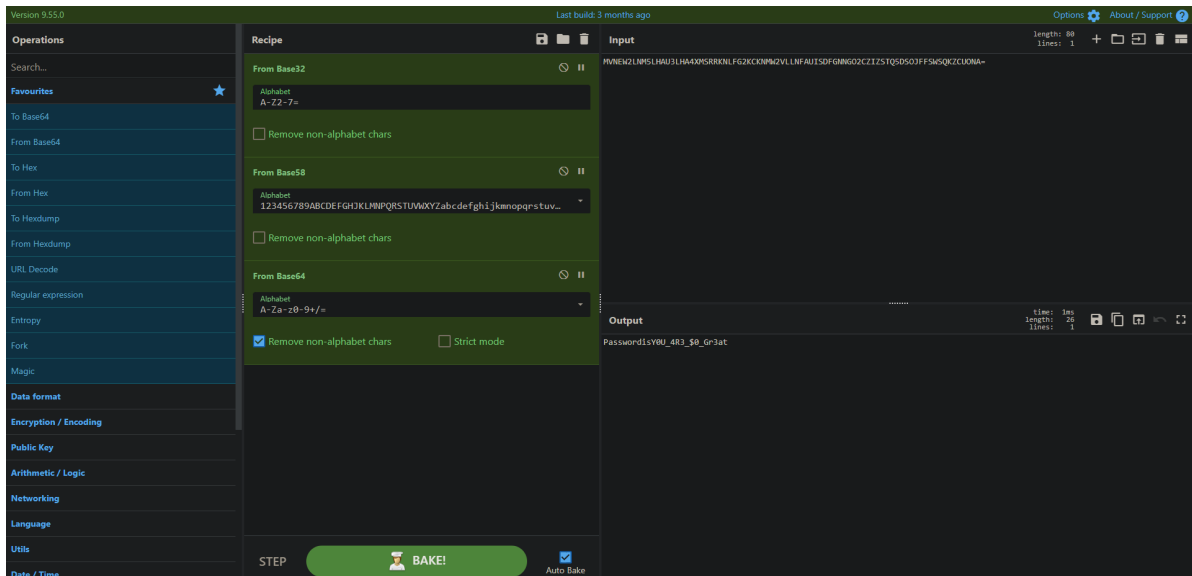 Version 9.55.0
Last build: 3 months ago
Options
About / Support
Operations
Search...
Favourites
To Base64
From Base64
To Hex
From Hex
To Hexdump
From Hexdump
URL Decode
Regular expression
Entropy
Fork
Magic
Data format
Encryption / Encoding
Public Key
Arithmetic / Logic
Networking
Language
Utils
Date / Time
Recipe
From Base32
Alphabet
A-Z2-7=
Remove non-alphabet chars
From Base58
Alphabet
123456789ABCDEFGHJKLMNPQRSTUVWXYZabcdefghijkmnopqrstuv…
Remove non-alphabet chars
From Base64
Alphabet
A-Za-z0-9+/=
Remove non-alphabet chars
Strict mode
STEP
BAKE!
Auto Bake
Input
length: 80
lines: 1
MVNEW2LNM5LHAU3LHA4XMSRRKNLFG2KCKNMW2VLLNFAUISDFGNNGO2CZIZSTQ5DSOJFFSWSQKZCUONA=
Output
time: 1ms
length: 26
lines: 1
PasswordisY0U_4R3_$0_Gr3at